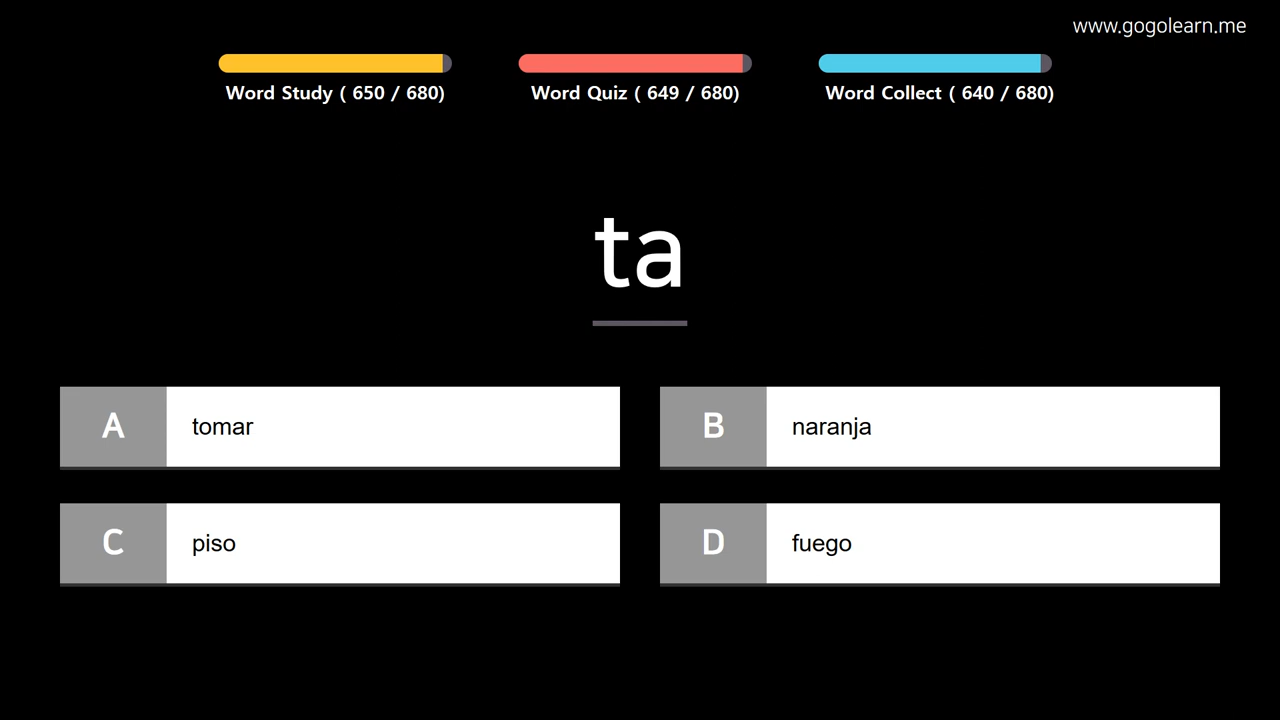 www.gogolearn.me
Word Study ( 650 / 680)
Word Quiz ( 649 / 680)
Word Collect ( 640 / 680)
ta
A tomar
B naranja
C piso
D fuego